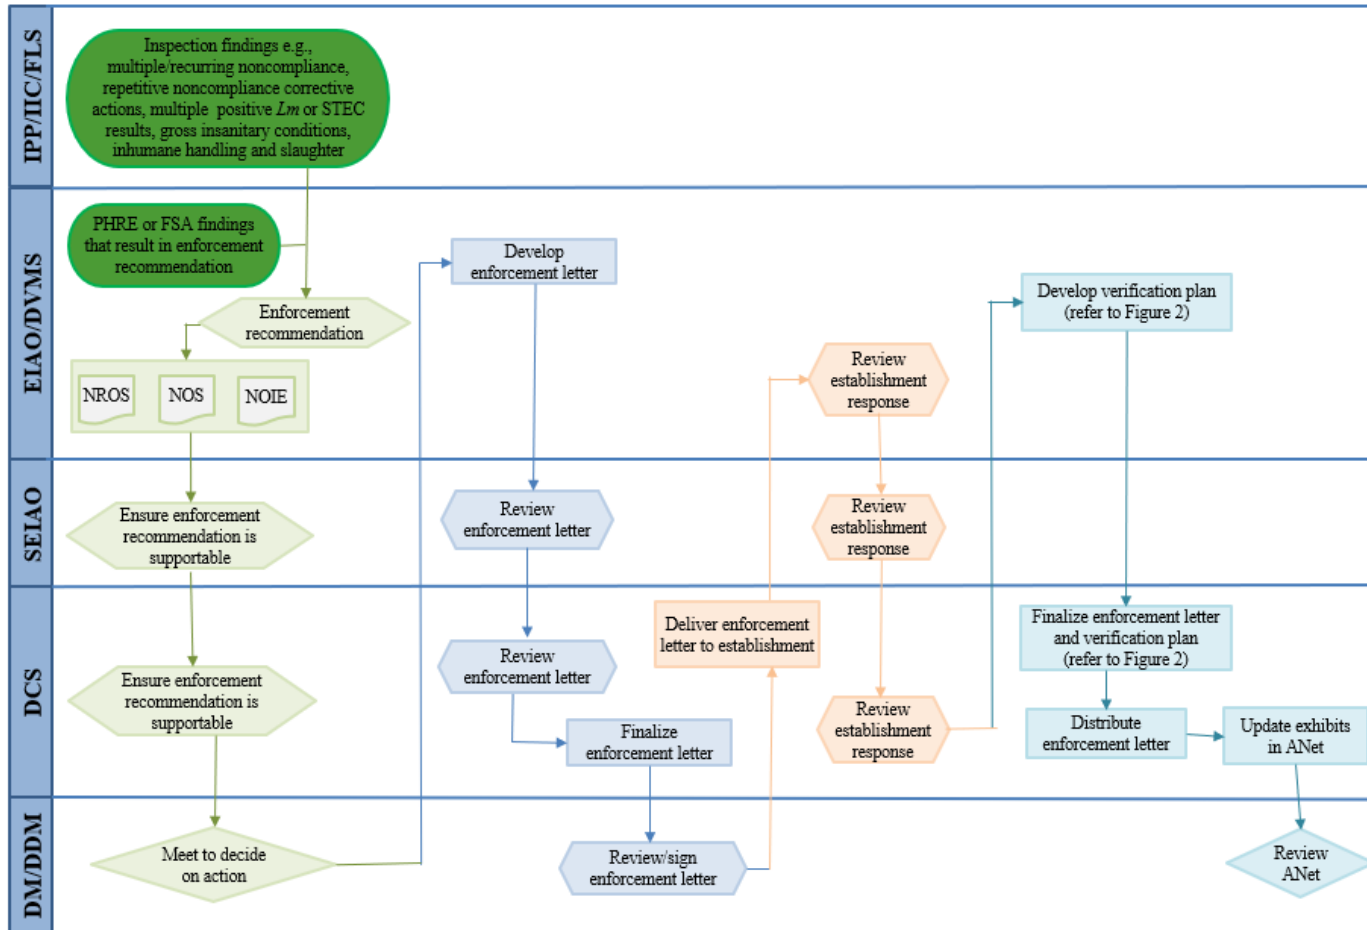 IPP/IIC/FLS
Inspection findings e.g.,
multiple/recurring noncompliance,
repetitive noncompliance corrective
actions, multiple positive Lm or STEC
results, gross insanitary conditions,
inhumane handling and slaughter
EIAO/DVMS
PHRE or FSA findings
that result in enforcement
recommendation
Enforcement
recommendation
NROS
NOS
NOIE
Develop
enforcement letter
Review
establishment
response
Develop verification plan
(refer to Figure 2)
SEIAO
Ensure enforcement
recommendation is
supportable
Review
enforcement letter
Review
establishment
response
DCS
Ensure enforcement
recommendation is
supportable
Review
enforcement letter
Finalize
enforcement letter
Deliver enforcement
letter to establishment
Review
establishment
response
Finalize enforcement letter
and verification plan
(refer to Figure 2)
Distribute
enforcement letter
Update exhibits
in ANet
DM/DDM
Meet to decide
on action
Review/sign
enforcement letter
Review
ANet